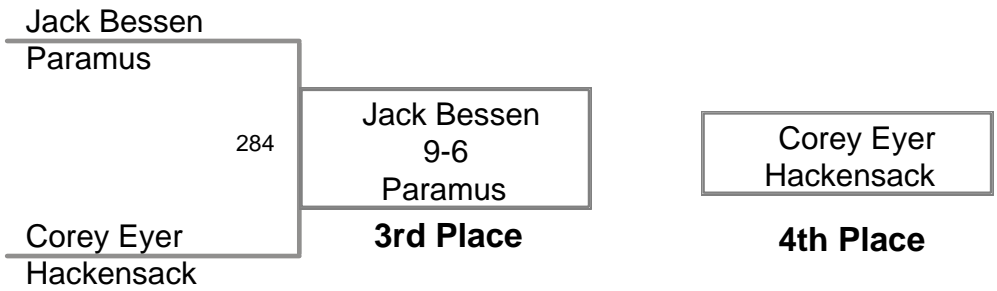 Jack Bessen
Paramus
284
Corey Eyer
Hackensack
Jack Bessen
9-6
Paramus
3rd Place
Corey Eyer
Hackensack
4th Place